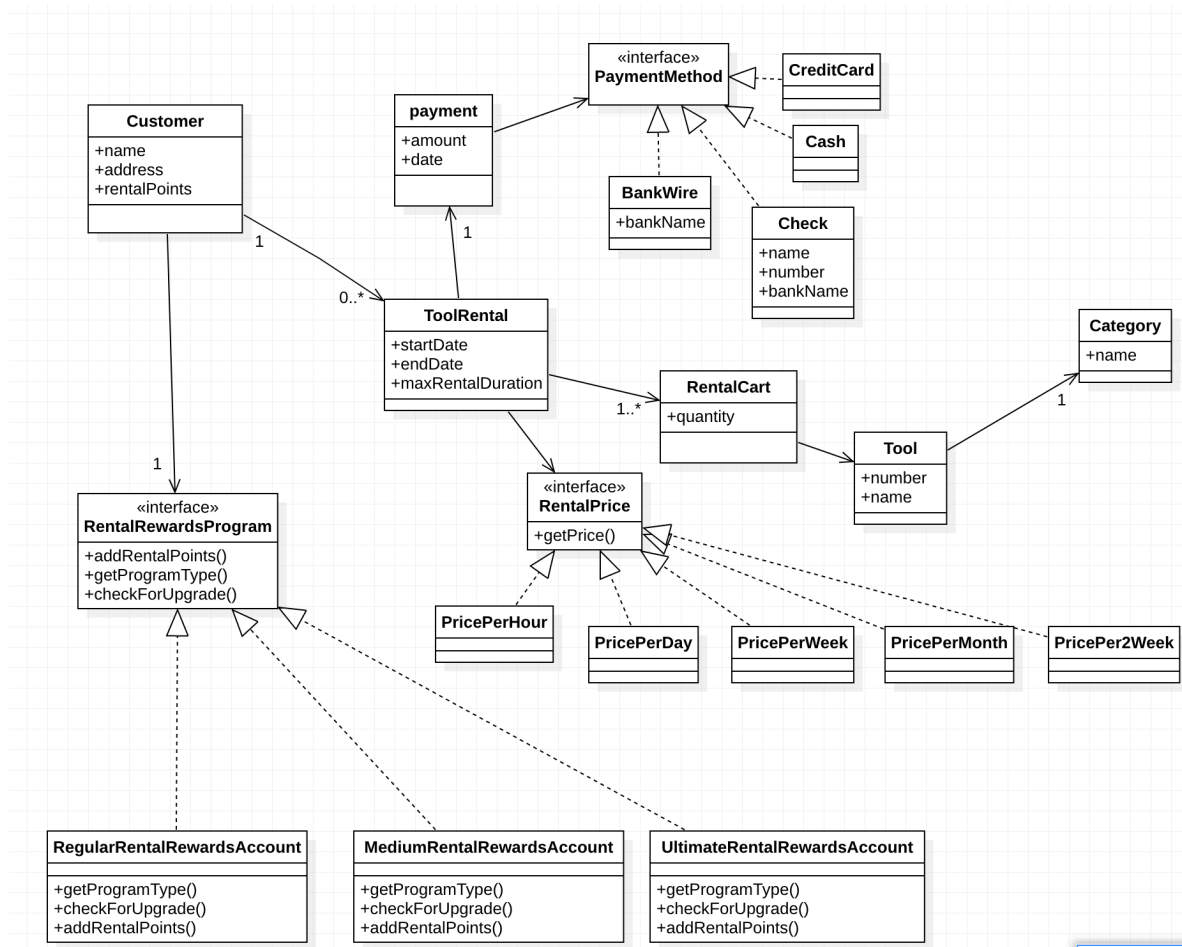 «interface»
PaymentMethod
CreditCard
Cash
payment
+amount
+date
Customer
+name
+address
+rentalPoints
BankWire
+bankName
Check
+name
+number
+bankName
1
1
0..*
ToolRental
+startDate
+endDate
+maxRentalDuration
Category
+name
1
RentalCart
+quantity
1..*
Tool
+number
+name
1
«interface»
RentalRewardsProgram
+addRentalPoints()
+getProgramType()
+checkForUpgrade()
«interface»
RentalPrice
+getPrice()
PricePerHour
PricePerDay
PricePerWeek
PricePerMonth
PricePer2Week
RegularRentalRewardsAccount
+getProgramType()
+checkForUpgrade()
+addRentalPoints()
MediumRentalRewardsAccount
+getProgramType()
+checkForUpgrade()
+addRentalPoints()
UltimateRentalRewardsAccount
+getProgramType()
+checkForUpgrade()
+addRentalPoints()